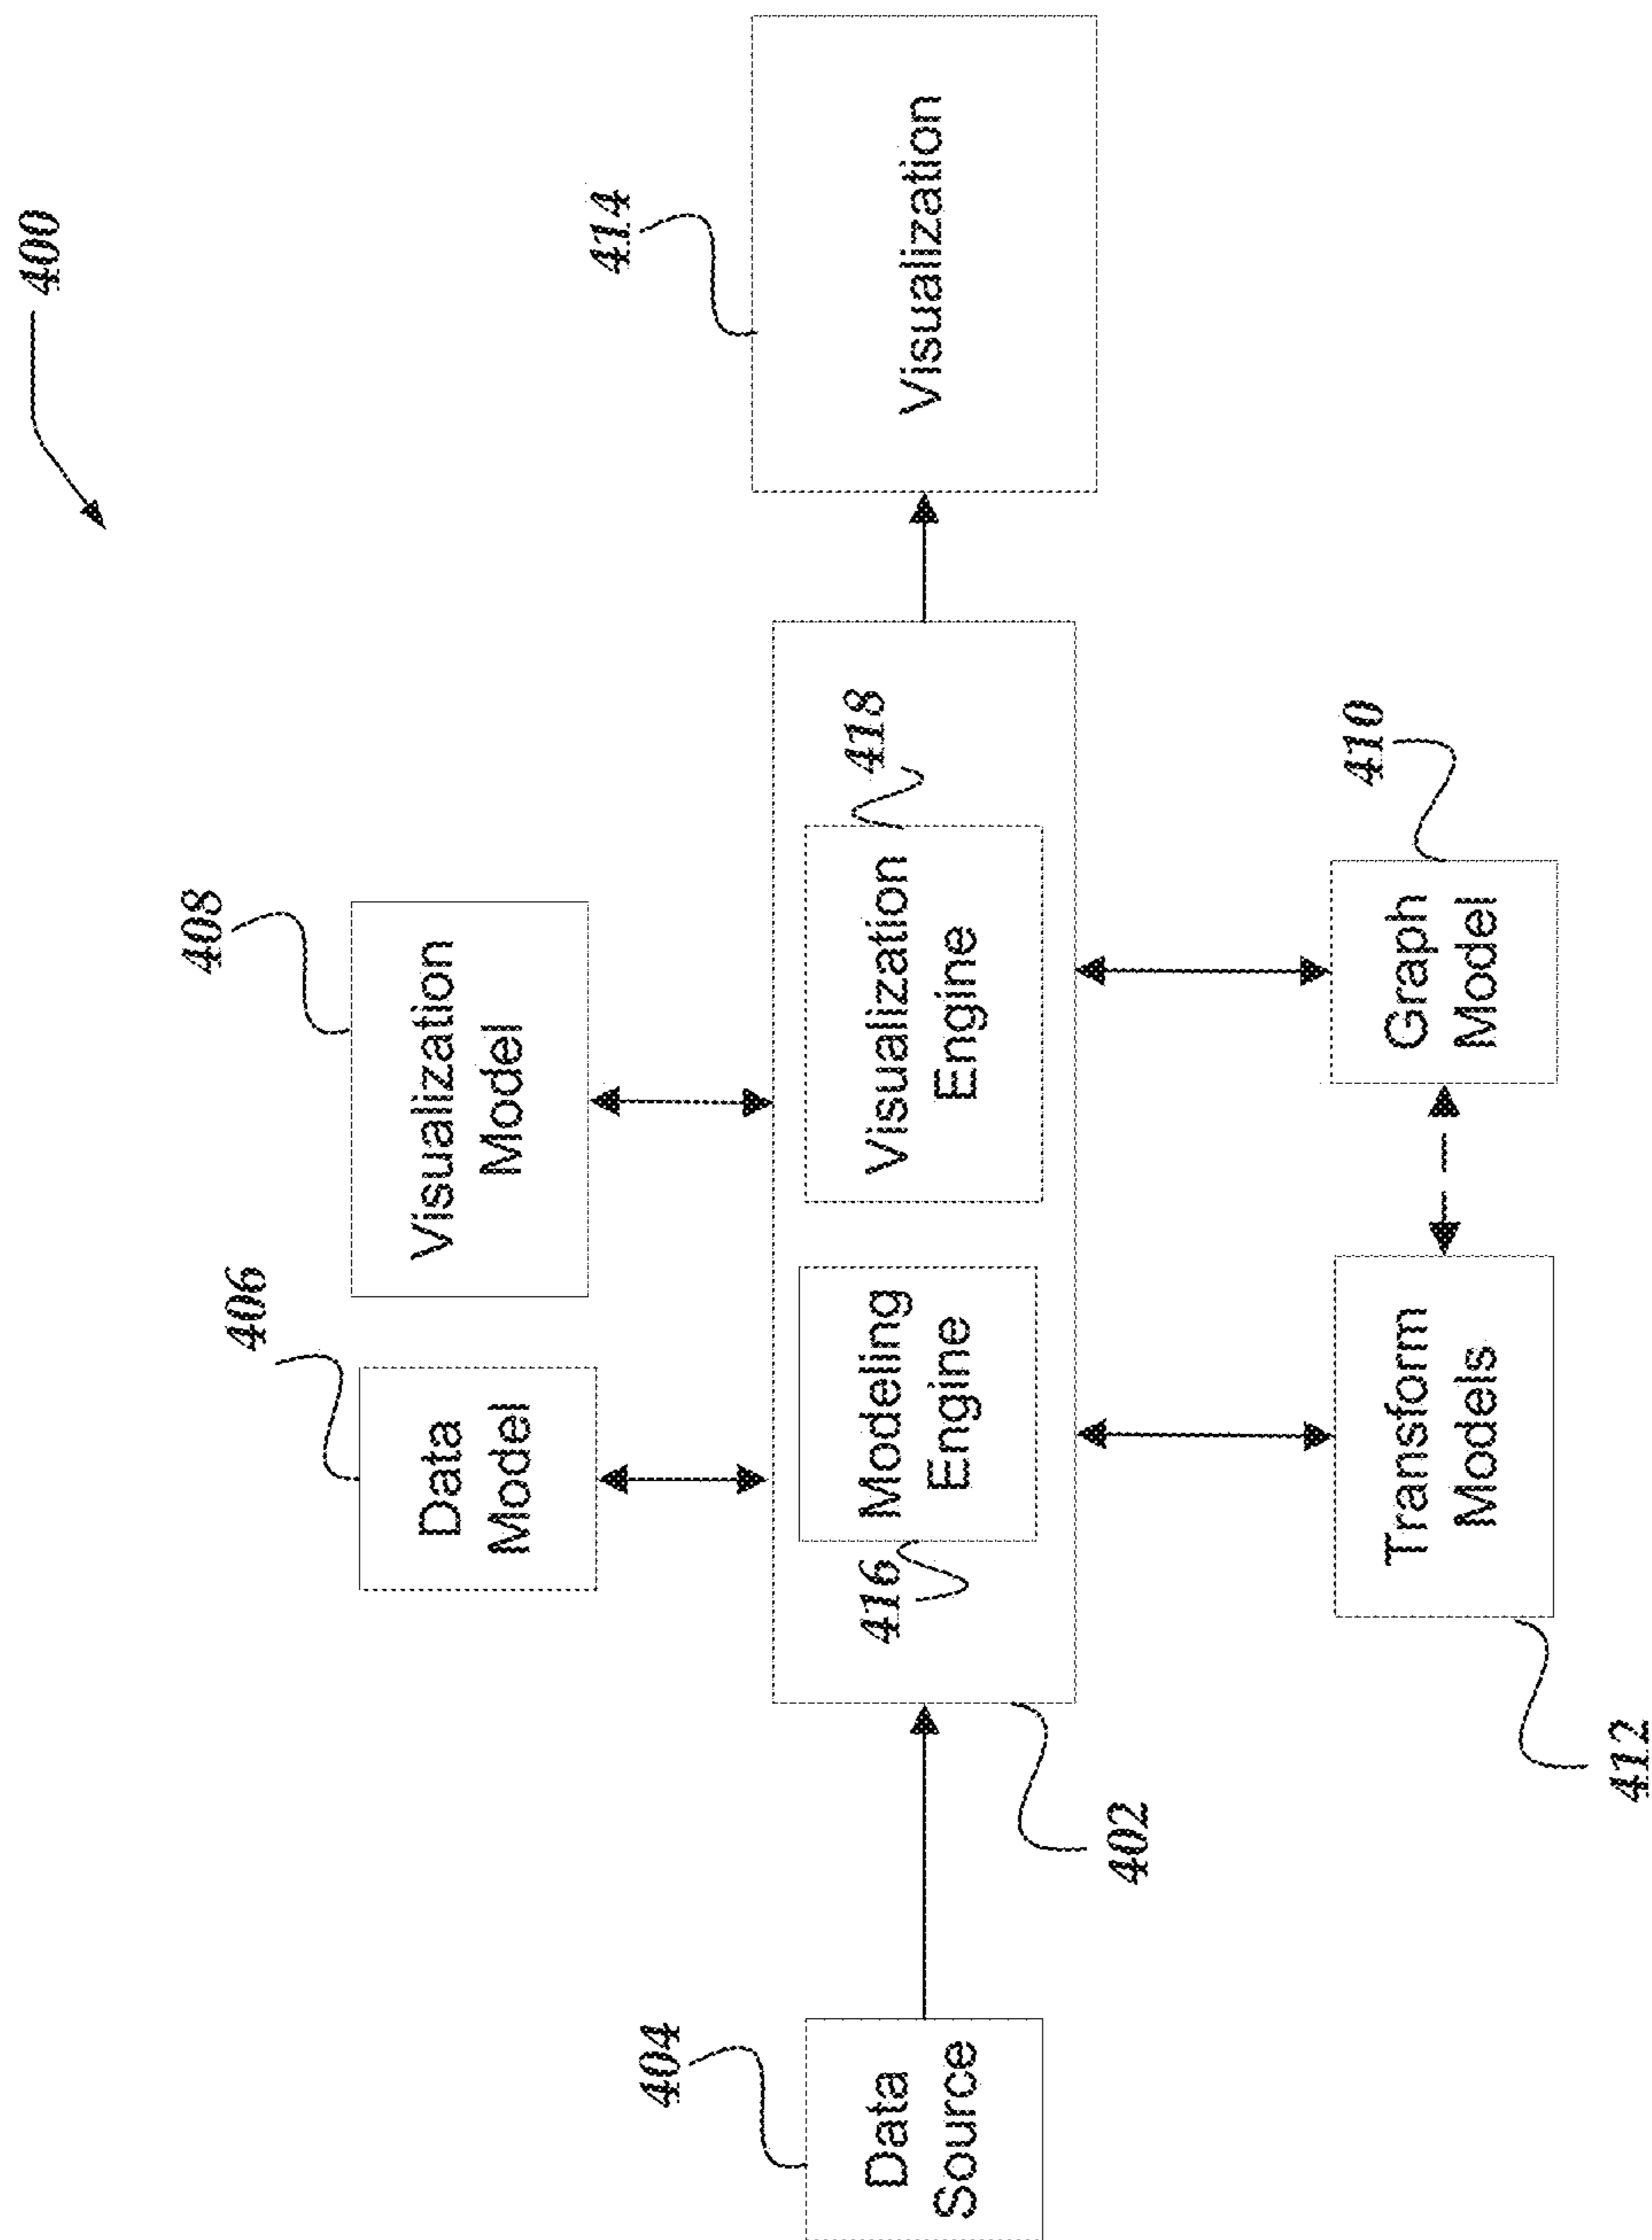 400
408
Visualization
Model
406
Data
Model
414
Visualization
404
Data
Source
416
Modeling
Engine
418
Visualization
Engine
402
412
Transform
Models
410
Graph
Model